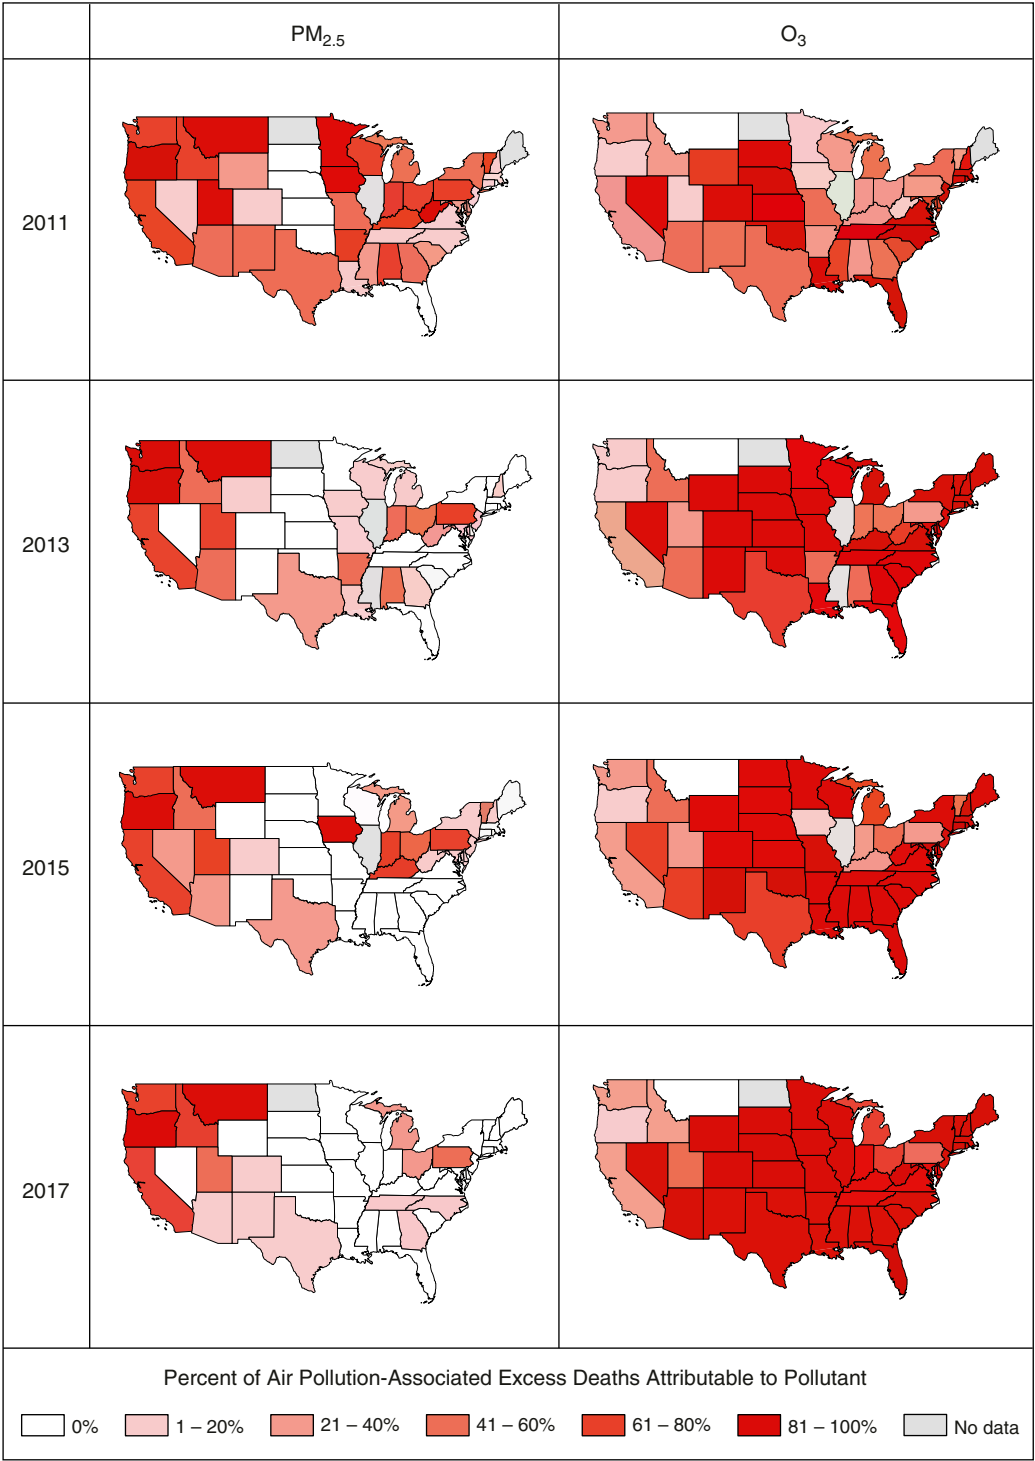 PM2.5
O3
2011
2013
2015
2017
Percent of Air Pollution-Associated Excess Deaths Attributable to Pollutant
0%
1 – 20%
21 – 40%
41 – 60%
61 – 80%
81 – 100%
No data